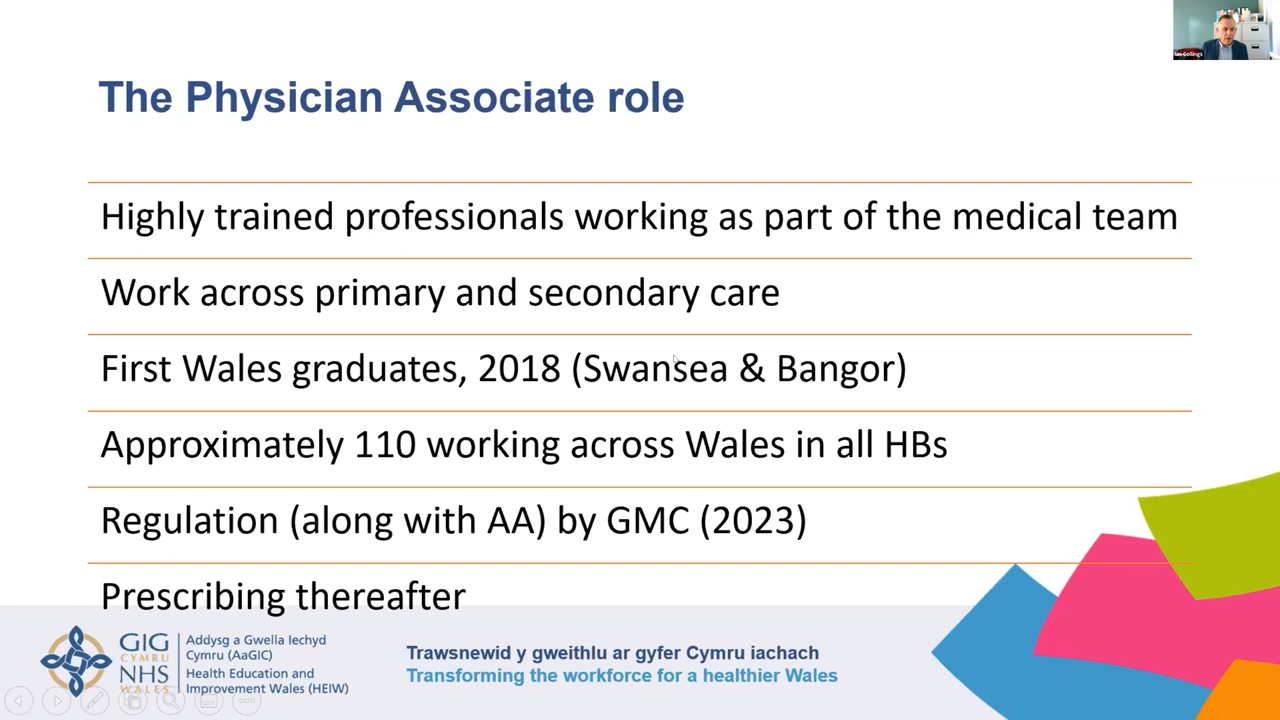 Ian Collings
The Physician Associate role
Highly trained professionals working as part of the medical team
Work across primary and secondary care
First Wales graduates, 2018 (Swansea & Bangor)
Approximately 110 working across Wales in all HBs
Regulation (along with AA) by GMC (2023)
Prescribing thereafter
GIG
CYMRU
NHS
WALES
Addysg a Gwella Iechyd
Cymru (AaGIC)
Health Education and
Improvement Wales (HEIW)
Trawsnewid y gweithlu ar gyfer Cymru iachach
Transforming the workforce for a healthier Wales